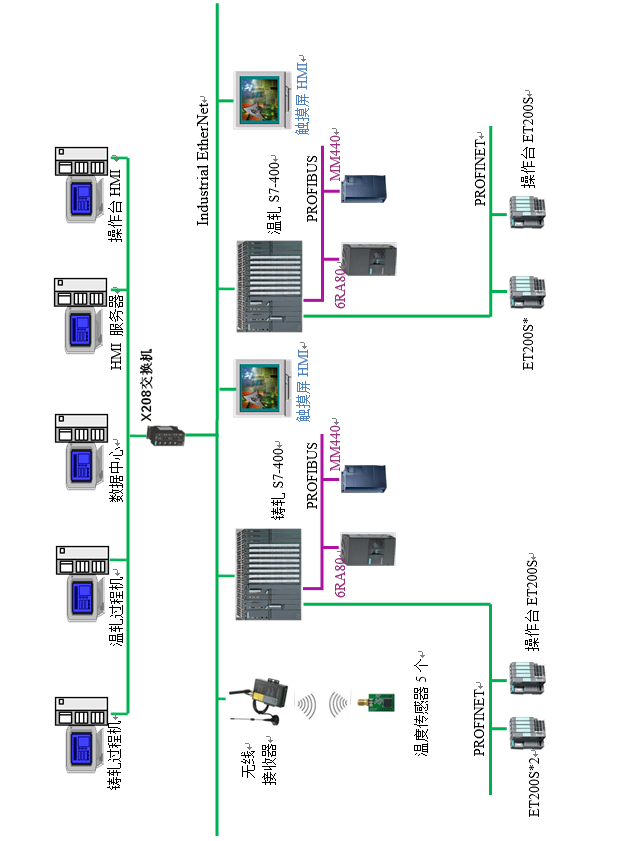 铸轧过程机
温轧过程机
数据中心
HMI 服务器
操作台 HMI
X208交换机
Industrial EtherNet
无线
接收器
铸轧 S7-400
触摸屏 HMI
温轧 S7-400
触摸屏 HMI
PROFIBUS
6RA80
MM440
PROFIBUS
6RA80
MM440
温度传感器 5 个
PROFINET
ET200S*2
操作台 ET200S
PROFINET
ET200S*
操作台 ET200S